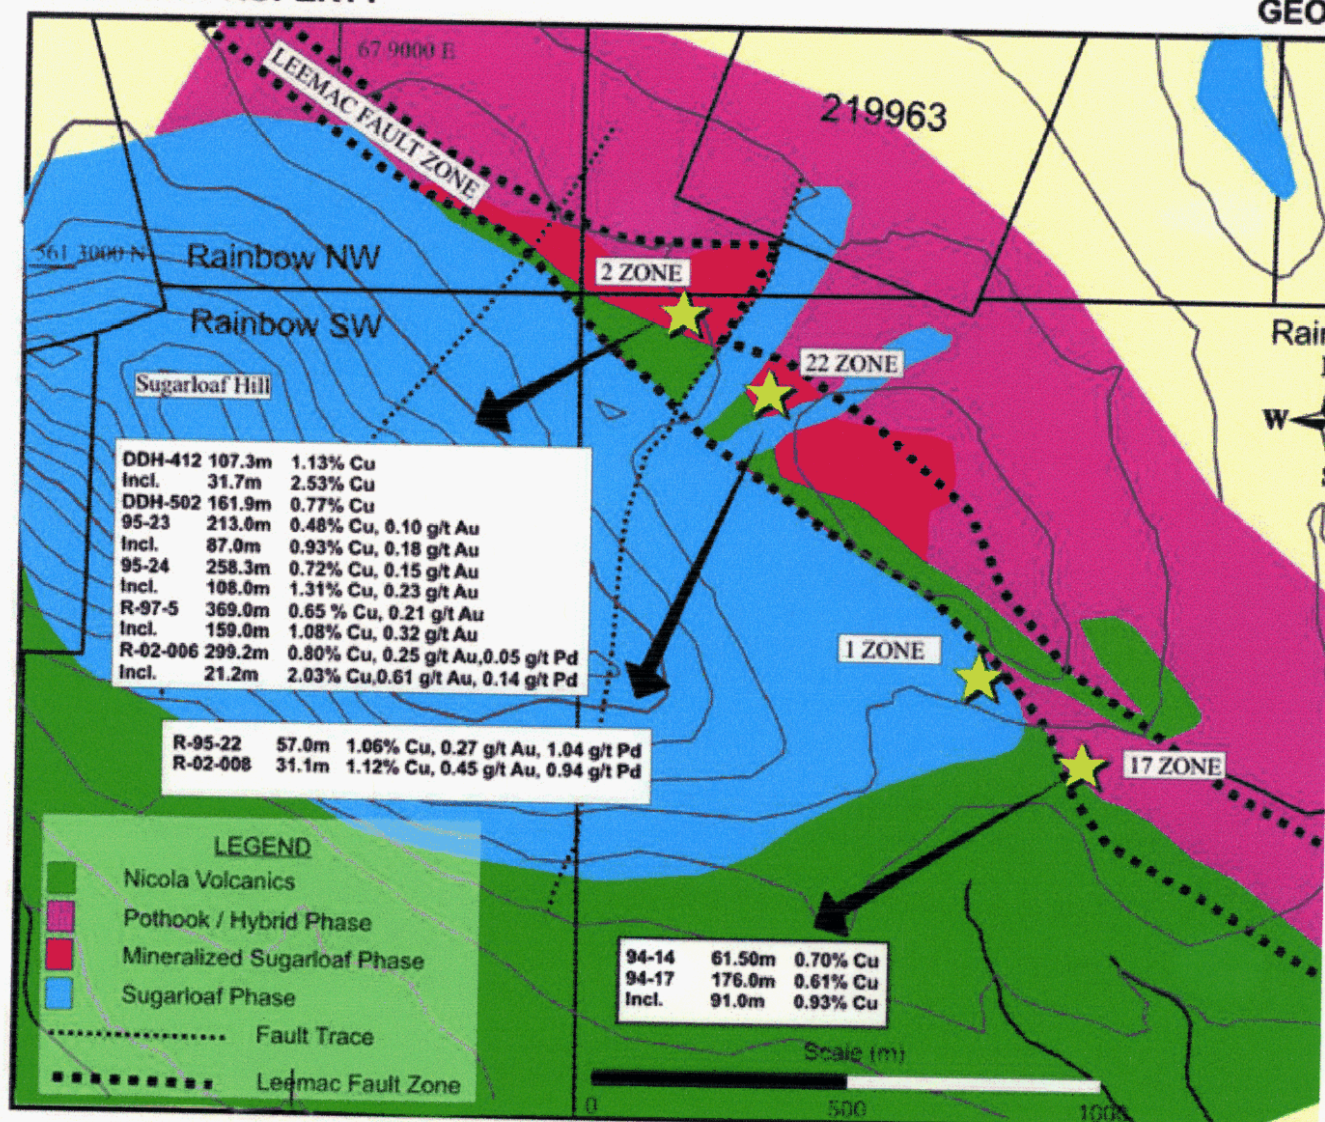 GEO
67 9000 E
LEEMAC FAULT ZONE
219963
561 3000 N
Rainbow NW
2 ZONE
Rainbow SW
22 ZONE
Sugarloaf Hill
W
DDH-412 107.3m 1.13% Cu
Incl. 31.7m 2.53% Cu
DDH-502 161.9m 0.77% Cu
95-23 213.0m 0.48% Cu, 0.10 g/t Au
Incl. 87.0m 0.93% Cu, 0.18 g/t Au
95-24 258.3m 0.72% Cu, 0.15 g/t Au
Incl. 108.0m 1.31% Cu, 0.23 g/t Au
R-97-5 369.0m 0.65 % Cu, 0.21 g/t Au
Incl. 159.0m 1.08% Cu, 0.32 g/t Au
R-02-006 299.2m 0.80% Cu, 0.25 g/t Au,0.05 g/t Pd
Incl. 21.2m 2.03% Cu,0.61 g/t Au, 0.14 g/t Pd
1 ZONE
R-95-22 57.0m 1.06% Cu, 0.27 g/t Au, 1.04 g/t Pd
R-02-008 31.1m 1.12% Cu, 0.45 g/t Au, 0.94 g/t Pd
17 ZONE
LEGEND
Nicola Volcanics
Pothook / Hybrid Phase
Mineralized Sugarloaf Phase
Sugarloaf Phase
Fault Trace
Leemac Fault Zone
94-14 61.50m 0.70% Cu
94-17 176.0m 0.61% Cu
Incl. 91.0m 0.93% Cu
Scale (m)
0 500 1000